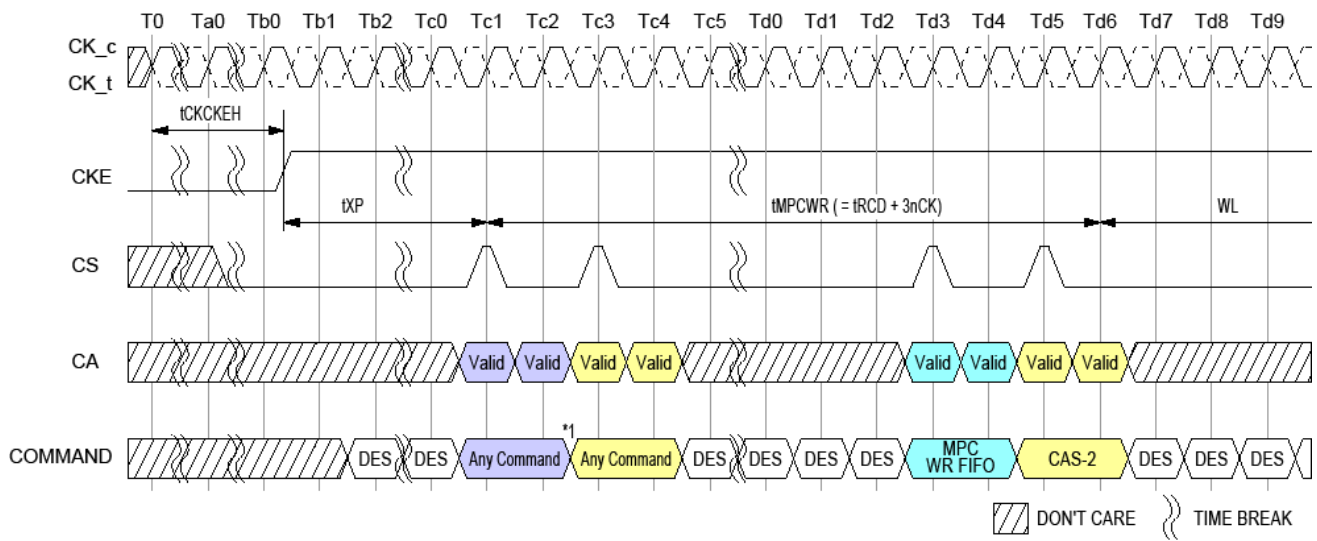 T0 Ta0 Tb0 Tb1 Tb2 Tc0 Tc1 Tc2 Tc3 Tc4 Tc5 Td0 Td1 Td2 Td3 Td4 Td5 Td6 Td7 Td8 Td9
CK_c
CK_t
tCKCKEH
CKE
tXP tMPCWR ( = tRCD + 3nCK) WL
CS
CA Valid Valid Valid Valid Valid Valid Valid Valid
*1
COMMAND DES DES Any Command Any Command DES DES DES DES MPC WR FIFO CAS-2 DES DES DES
DON'T CARE TIME BREAK